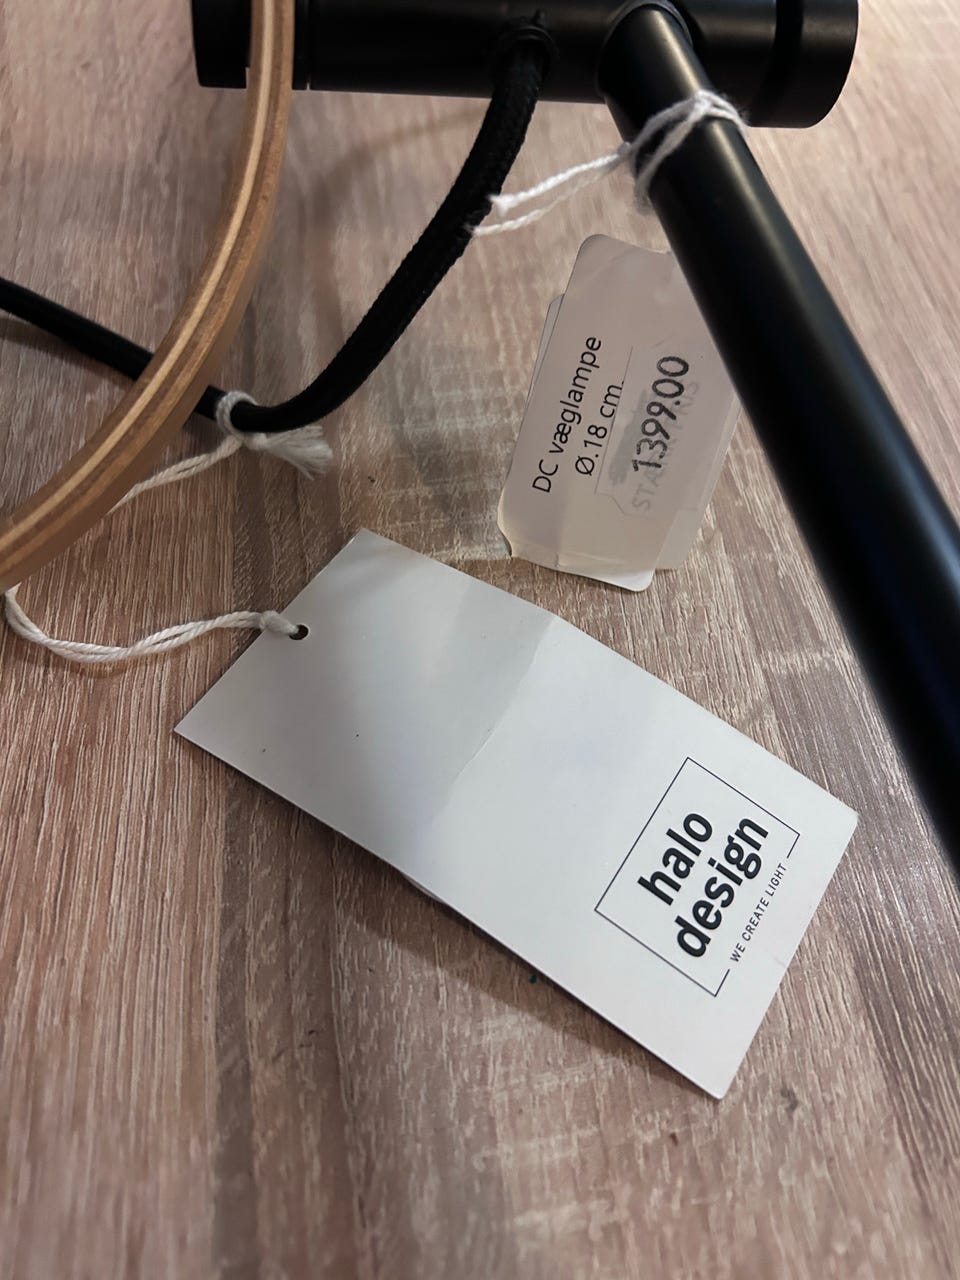 DC væglampe
Ø.18 cm.
1399.00
halo
design
WE CREATE LIGHT